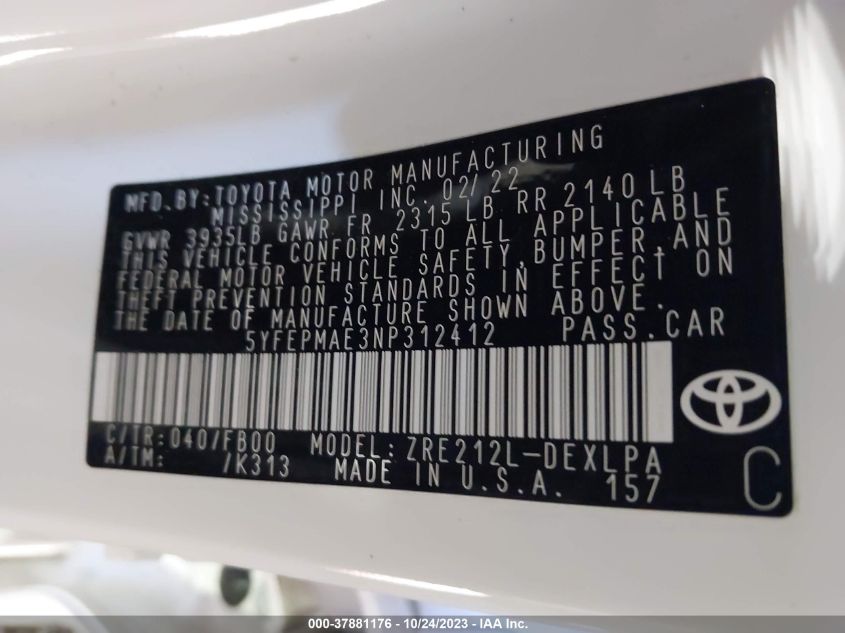 MFD.BY:TOYOTA MOTOR MANUFACTURING
MISSISSIPPI INC. 02/22
GVWR 3935LB GAWR FR 2315LB RR 2140LB
THIS VEHICLE CONFORMS TO ALL APPLICABLE
FEDERAL MOTOR VEHICLE SAFETY,BUMPER,AND
THEFT PREVENTION STANDARDS IN EFFECT ON
THE DATE OF MANUFACTURE SHOWN ABOVE.
5YFEPMAE3NP312412 PASS.CAR
C/TR:040/FB00 MODEL:ZRE212L-DEXLPA
A/TM: /K313 MADE IN U.S.A. 157
C
000-37881176 - 10/24/2023 - IAA Inc.